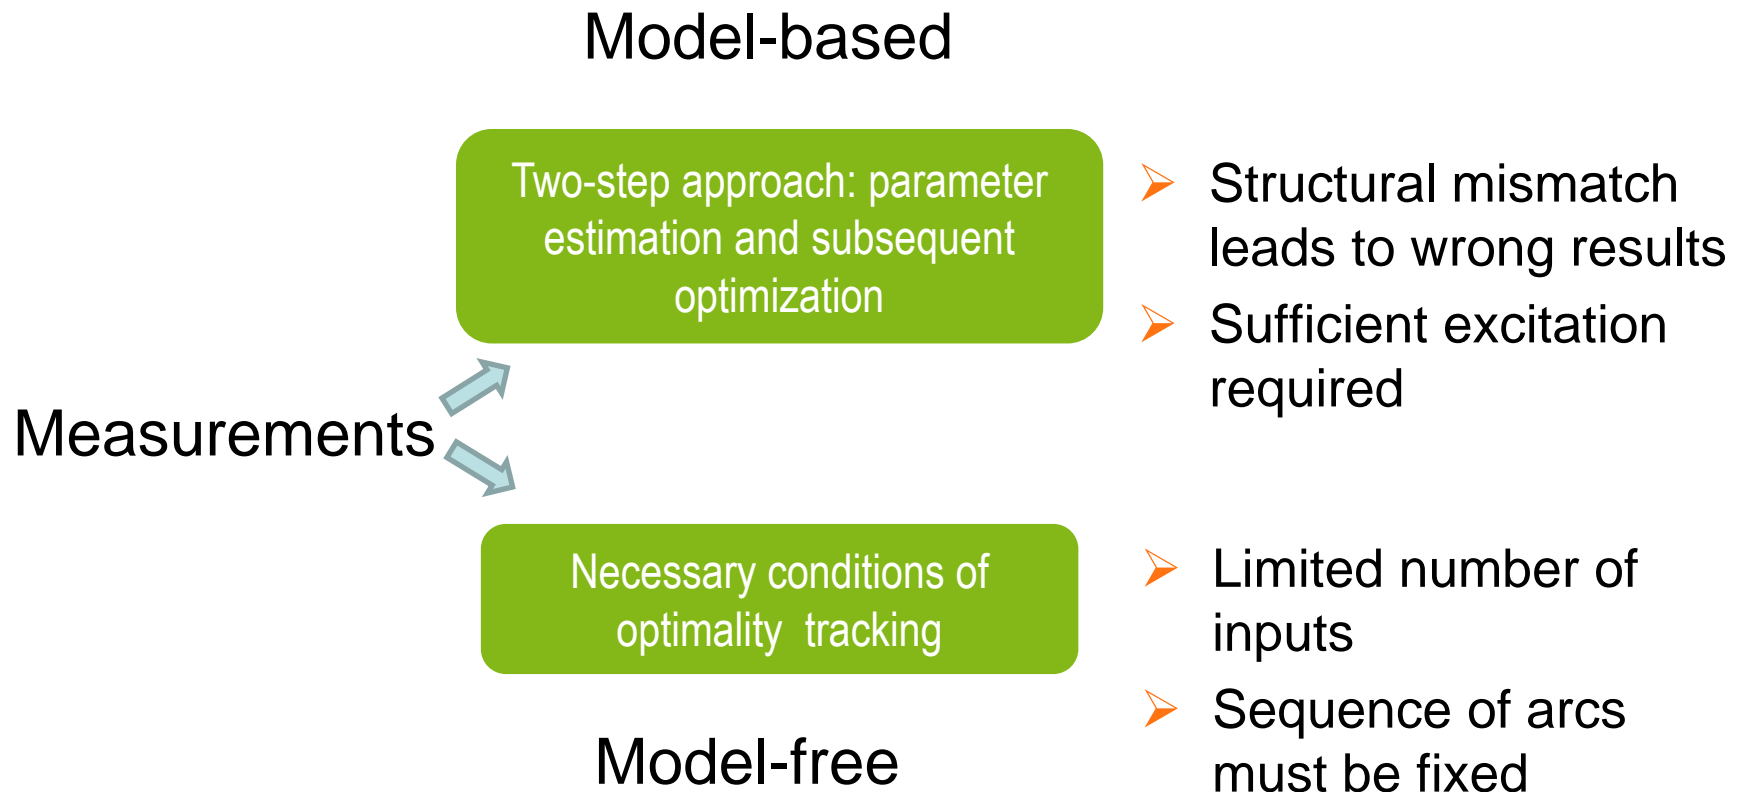 Model-based
Two-step approach: parameter
estimation and subsequent
optimization
Structural mismatch
leads to wrong results
Sufficient excitation
required
Measurements
Necessary conditions of
optimality tracking
Limited number of
inputs
Sequence of arcs
must be fixed
Model-free